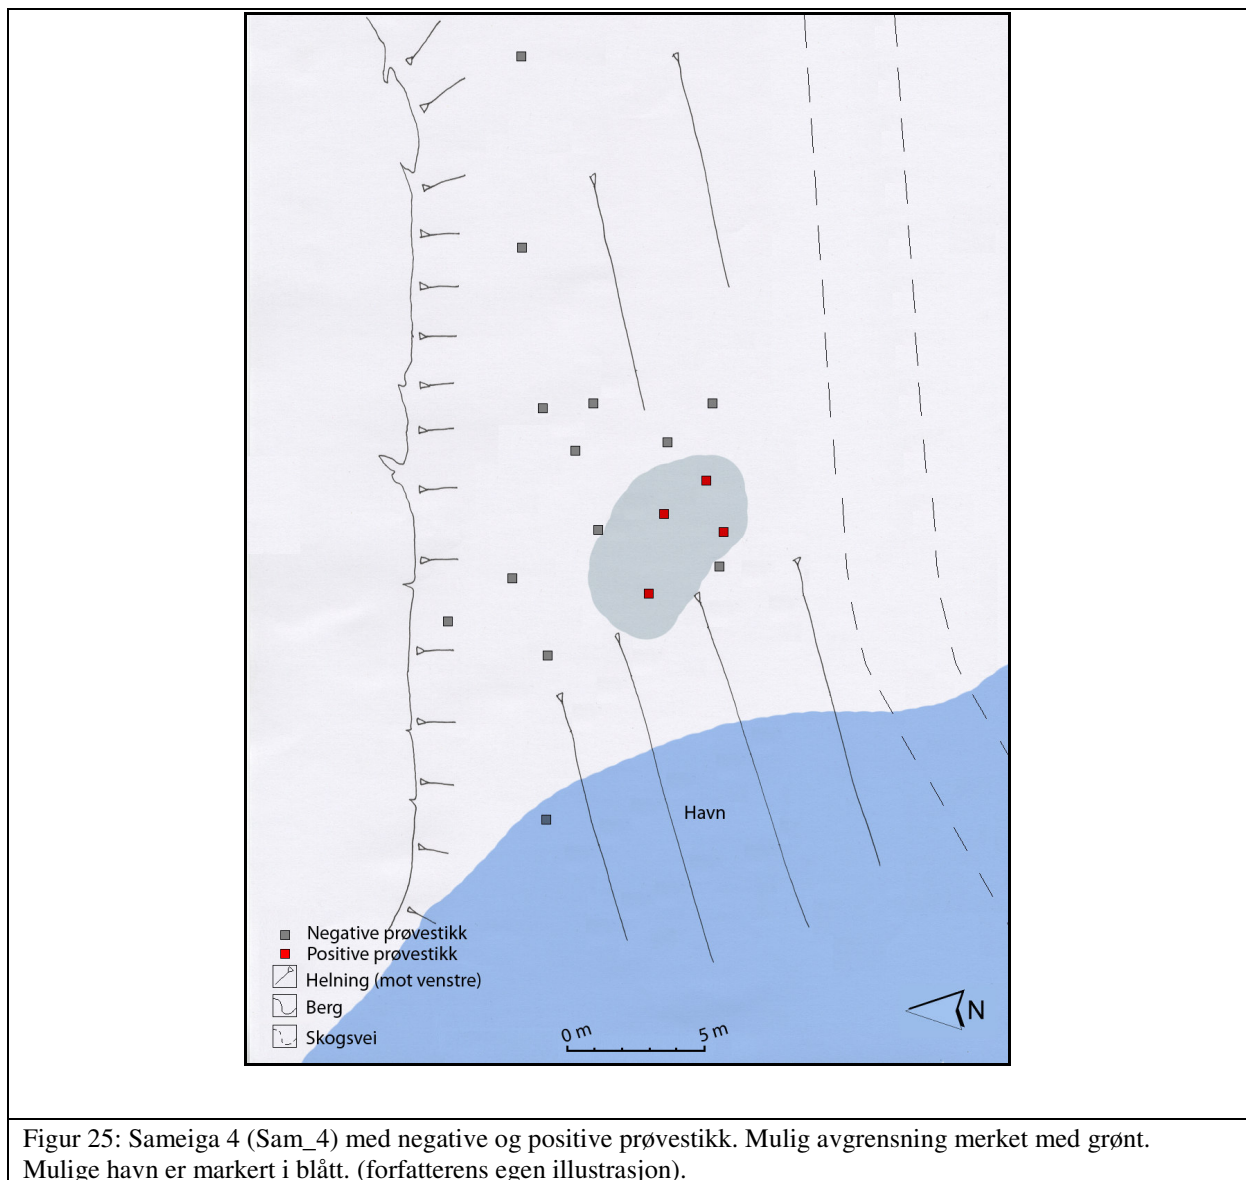 Havn
Negative prøvestikk
Positive prøvestikk
Helning (mot venstre)
Berg
Skogsvei
0 m 5 m
N
Figur 25: Sameiga 4 (Sam_4) med negative og positive prøvestikk. Mulig avgrensning merket med grønt.
Mulige havn er markert i blått. (forfatterens egen illustrasjon).